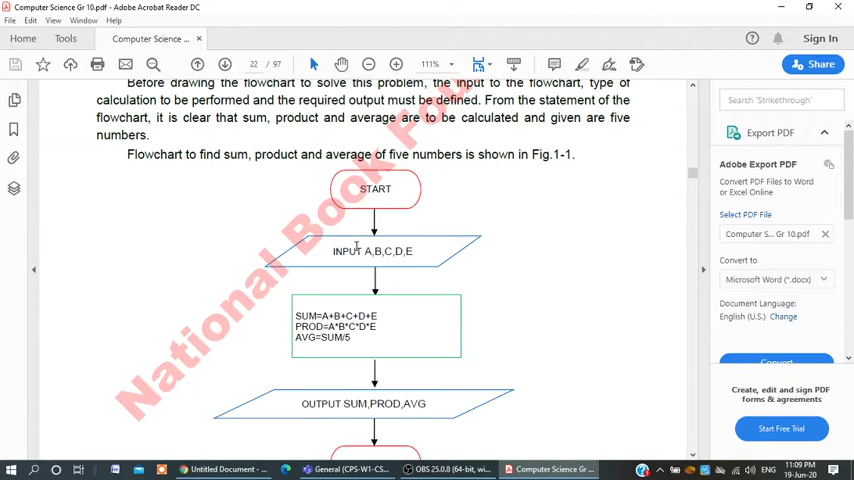 Computer Science Gr 10.pdf - Adobe Acrobat Reader DC
File Edit View Window Help
Home Tools Computer Science ... × Sign In
22 / 97 111% Share
Before drawing the flowchart to solve this problem, the input to the flowchart, type of
calculation to be performed and the required output must be defined. From the statement of the
flowchart, it is clear that sum, product and average are to be calculated and given are five
numbers.
Flowchart to find sum, product and average of five numbers is shown in Fig.1-1.
START
INPUT A,B,C,D,E
SUM=A+B+C+D+E
PROD=A*B*C*D*E
AVG=SUM/5
OUTPUT SUM,PROD,AVG
National Book Fou
Search 'Strikethrough'
Export PDF
Adobe Export PDF
Convert PDF Files to Word
or Excel Online
Select PDF File
Computer S... Gr 10.pdf
Convert to
Microsoft Word (*.docx)
Document Language:
English (U.S.) Change
Convert
Create, edit and sign PDF
forms & agreements
Start Free Trial
Untitled Document - ... General (CPS-W1-CS... OBS 25.0.8 (64-bit, wi... Computer Science Gr ... ENG
11:09 PM
19-Jun-20